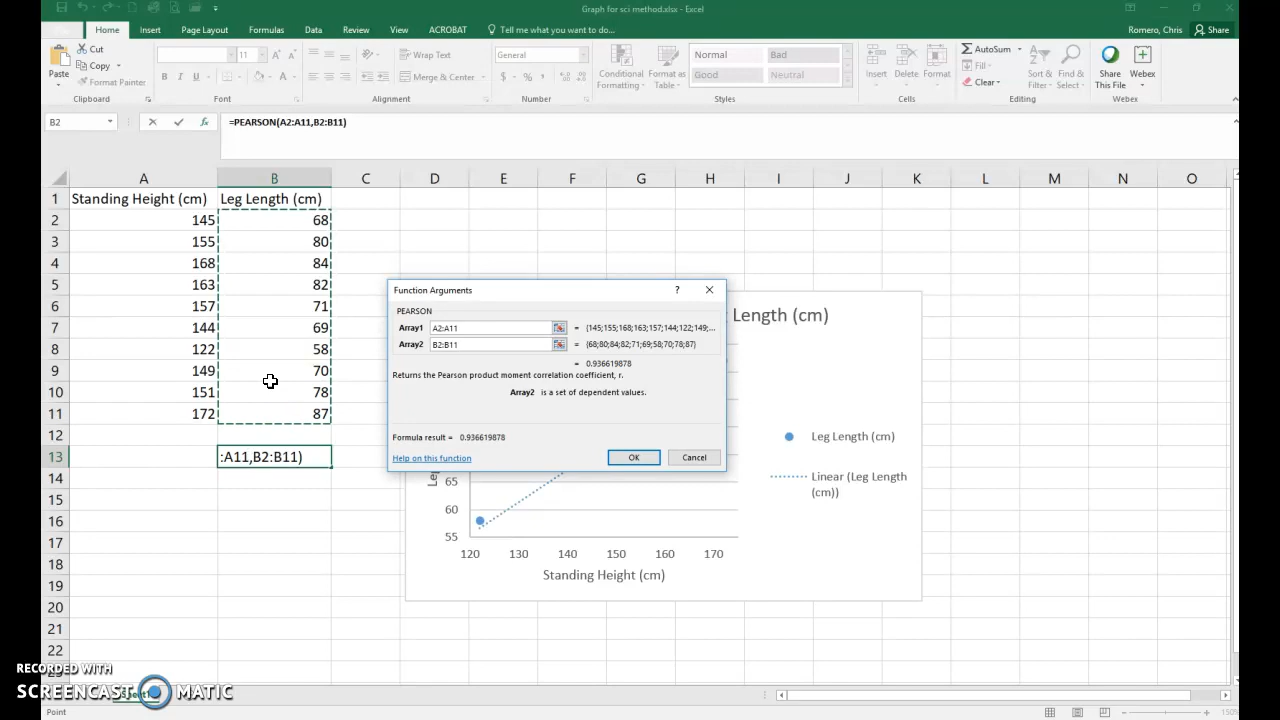 Graph for sci method.xlsx - Excel
Romero, Chris Share
Home Insert Page Layout Formulas Data Review View ACROBAT Tell me what you want to do...
Paste Cut Copy Format Painter
11 A A
B I U
Wrap Text
Merge & Center
General
$ % ,
Conditional Formatting Format as Table
Normal Bad
Good Neutral
Insert Delete Format
AutoSum
Fill
Clear
Sort & Filter Find & Select
Share This File Webex
Clipboard Font Alignment Number Styles Cells Editing Webex
B2 fx =PEARSON(A2:A11,B2:B11)
A B C D E F G H I J K L M N O
1 Standing Height (cm) Leg Length (cm)
2 145 68
3 155 80
4 168 84
5 163 82
6 157 71
7 144 69
8 122 58
9 149 70
10 151 78
11 172 87
12
13 :A11,B2:B11)
14
15
16
17
18
19
20
21
22
Function Arguments ?
PEARSON
Array1 A2:A11 = {145;155;168;163;157;144;122;149;...
Array2 B2:B11 = {68;80;84;82;71;69;58;70;78;87}
= 0.936619878
Returns the Pearson product moment correlation coefficient, r.
Array2 is a set of dependent values.
Formula result = 0.936619878
Help on this function OK Cancel
Length (cm)
Leg Length (cm)
Linear (Leg Length
(cm))
65
60
55
120 130 140 150 160 170
Standing Height (cm)
RECORDED WITH
SCREENCAST MATIC
Point